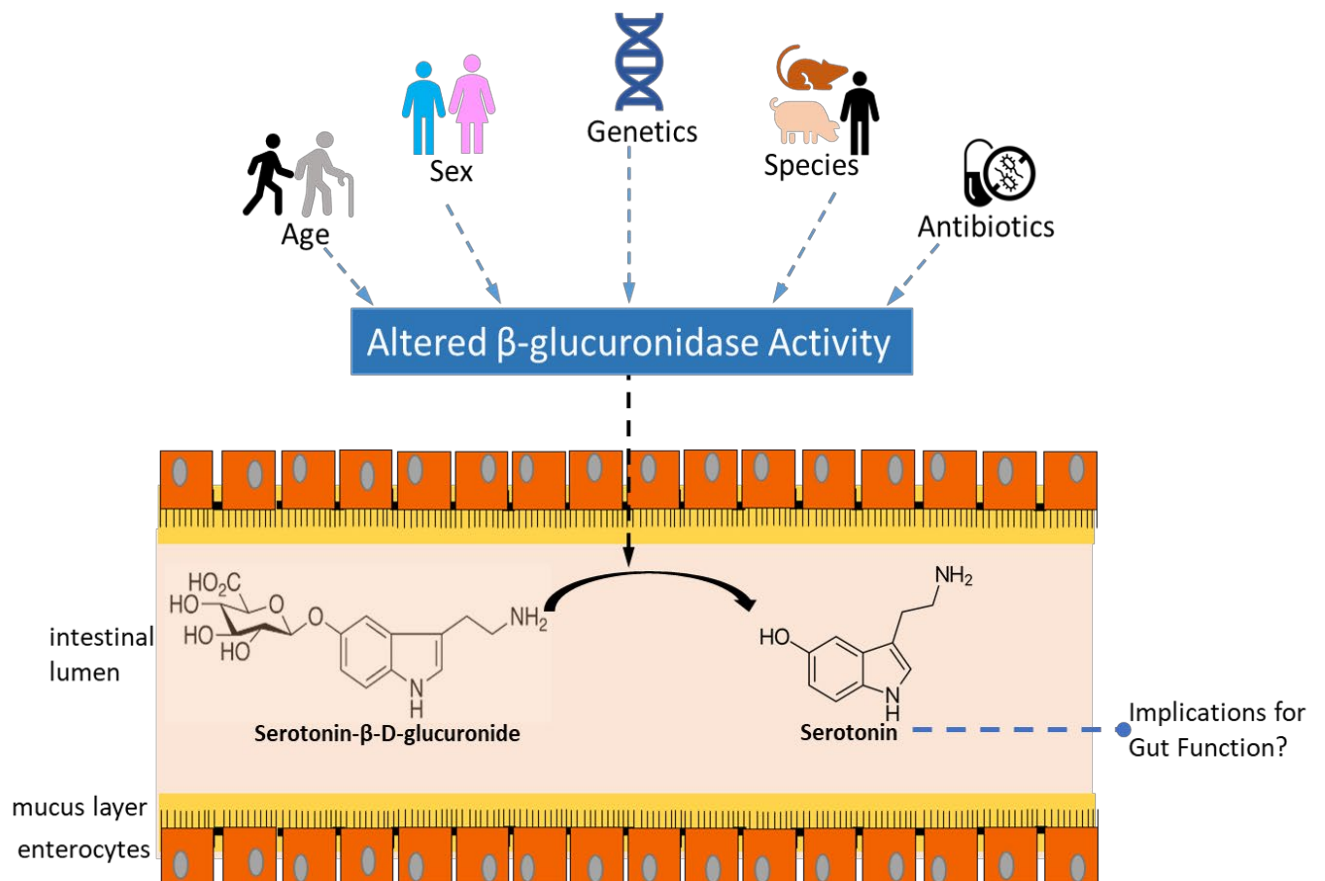 Genetics
Sex
Species
Age
Antibiotics
Altered β-glucuronidase Activity
HO₂C
HO
O
O
HO
HO
NH₂
N
H
Serotonin-β-D-glucuronide
NH₂
HO
N
H
Serotonin
intestinal
lumen
Implications for
Gut Function?
mucus layer
enterocytes